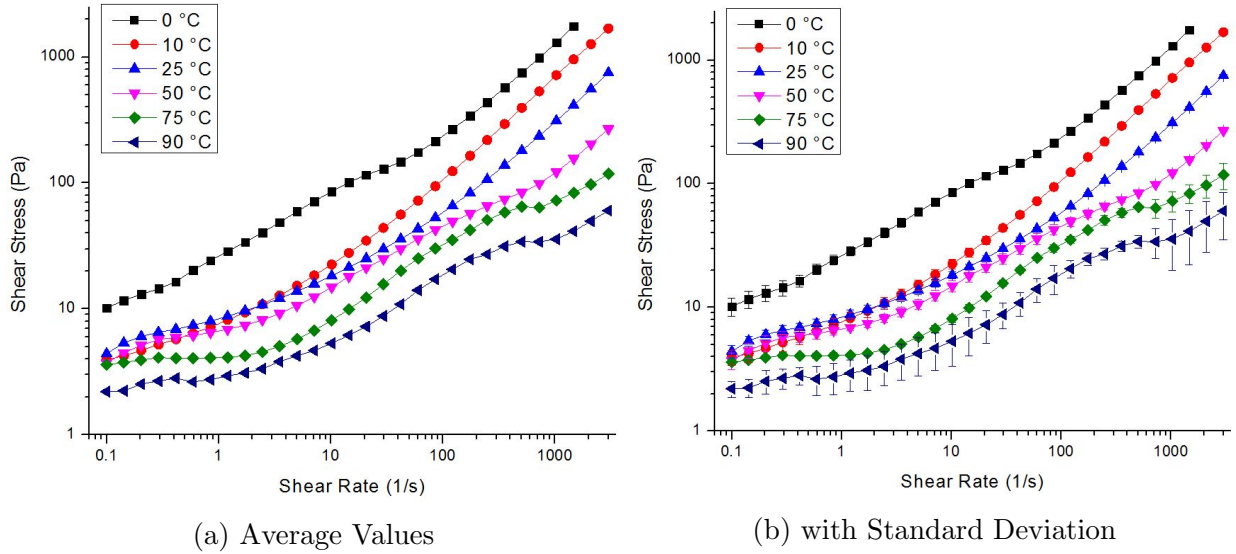 0 °C
10 °C
25 °C
50 °C
75 °C
90 °C
1000
100
10
1
Shear Stress (Pa)
0.1 1 10 100 1000
Shear Rate (1/s)
(a) Average Values
0 °C
10 °C
25 °C
50 °C
75 °C
90 °C
1000
100
10
1
Shear Stress (Pa)
0.1 1 10 100 1000
Shear Rate (1/s)
(b) with Standard Deviation